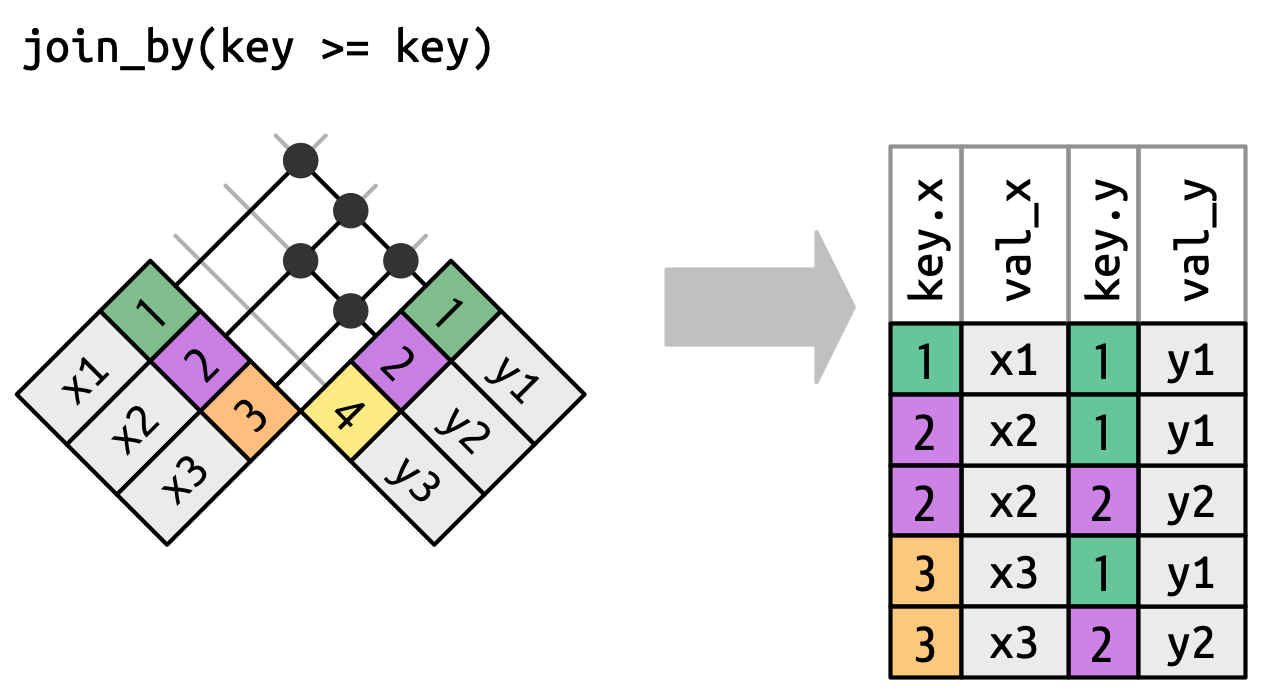 join_by(key >= key)
1 1
2 2
3 4
x1 y1
x2 y2
x3 y3
key.x val_x key.y val_y
1 x1 1 y1
2 x2 1 y1
2 x2 2 y2
3 x3 1 y1
3 x3 2 y2